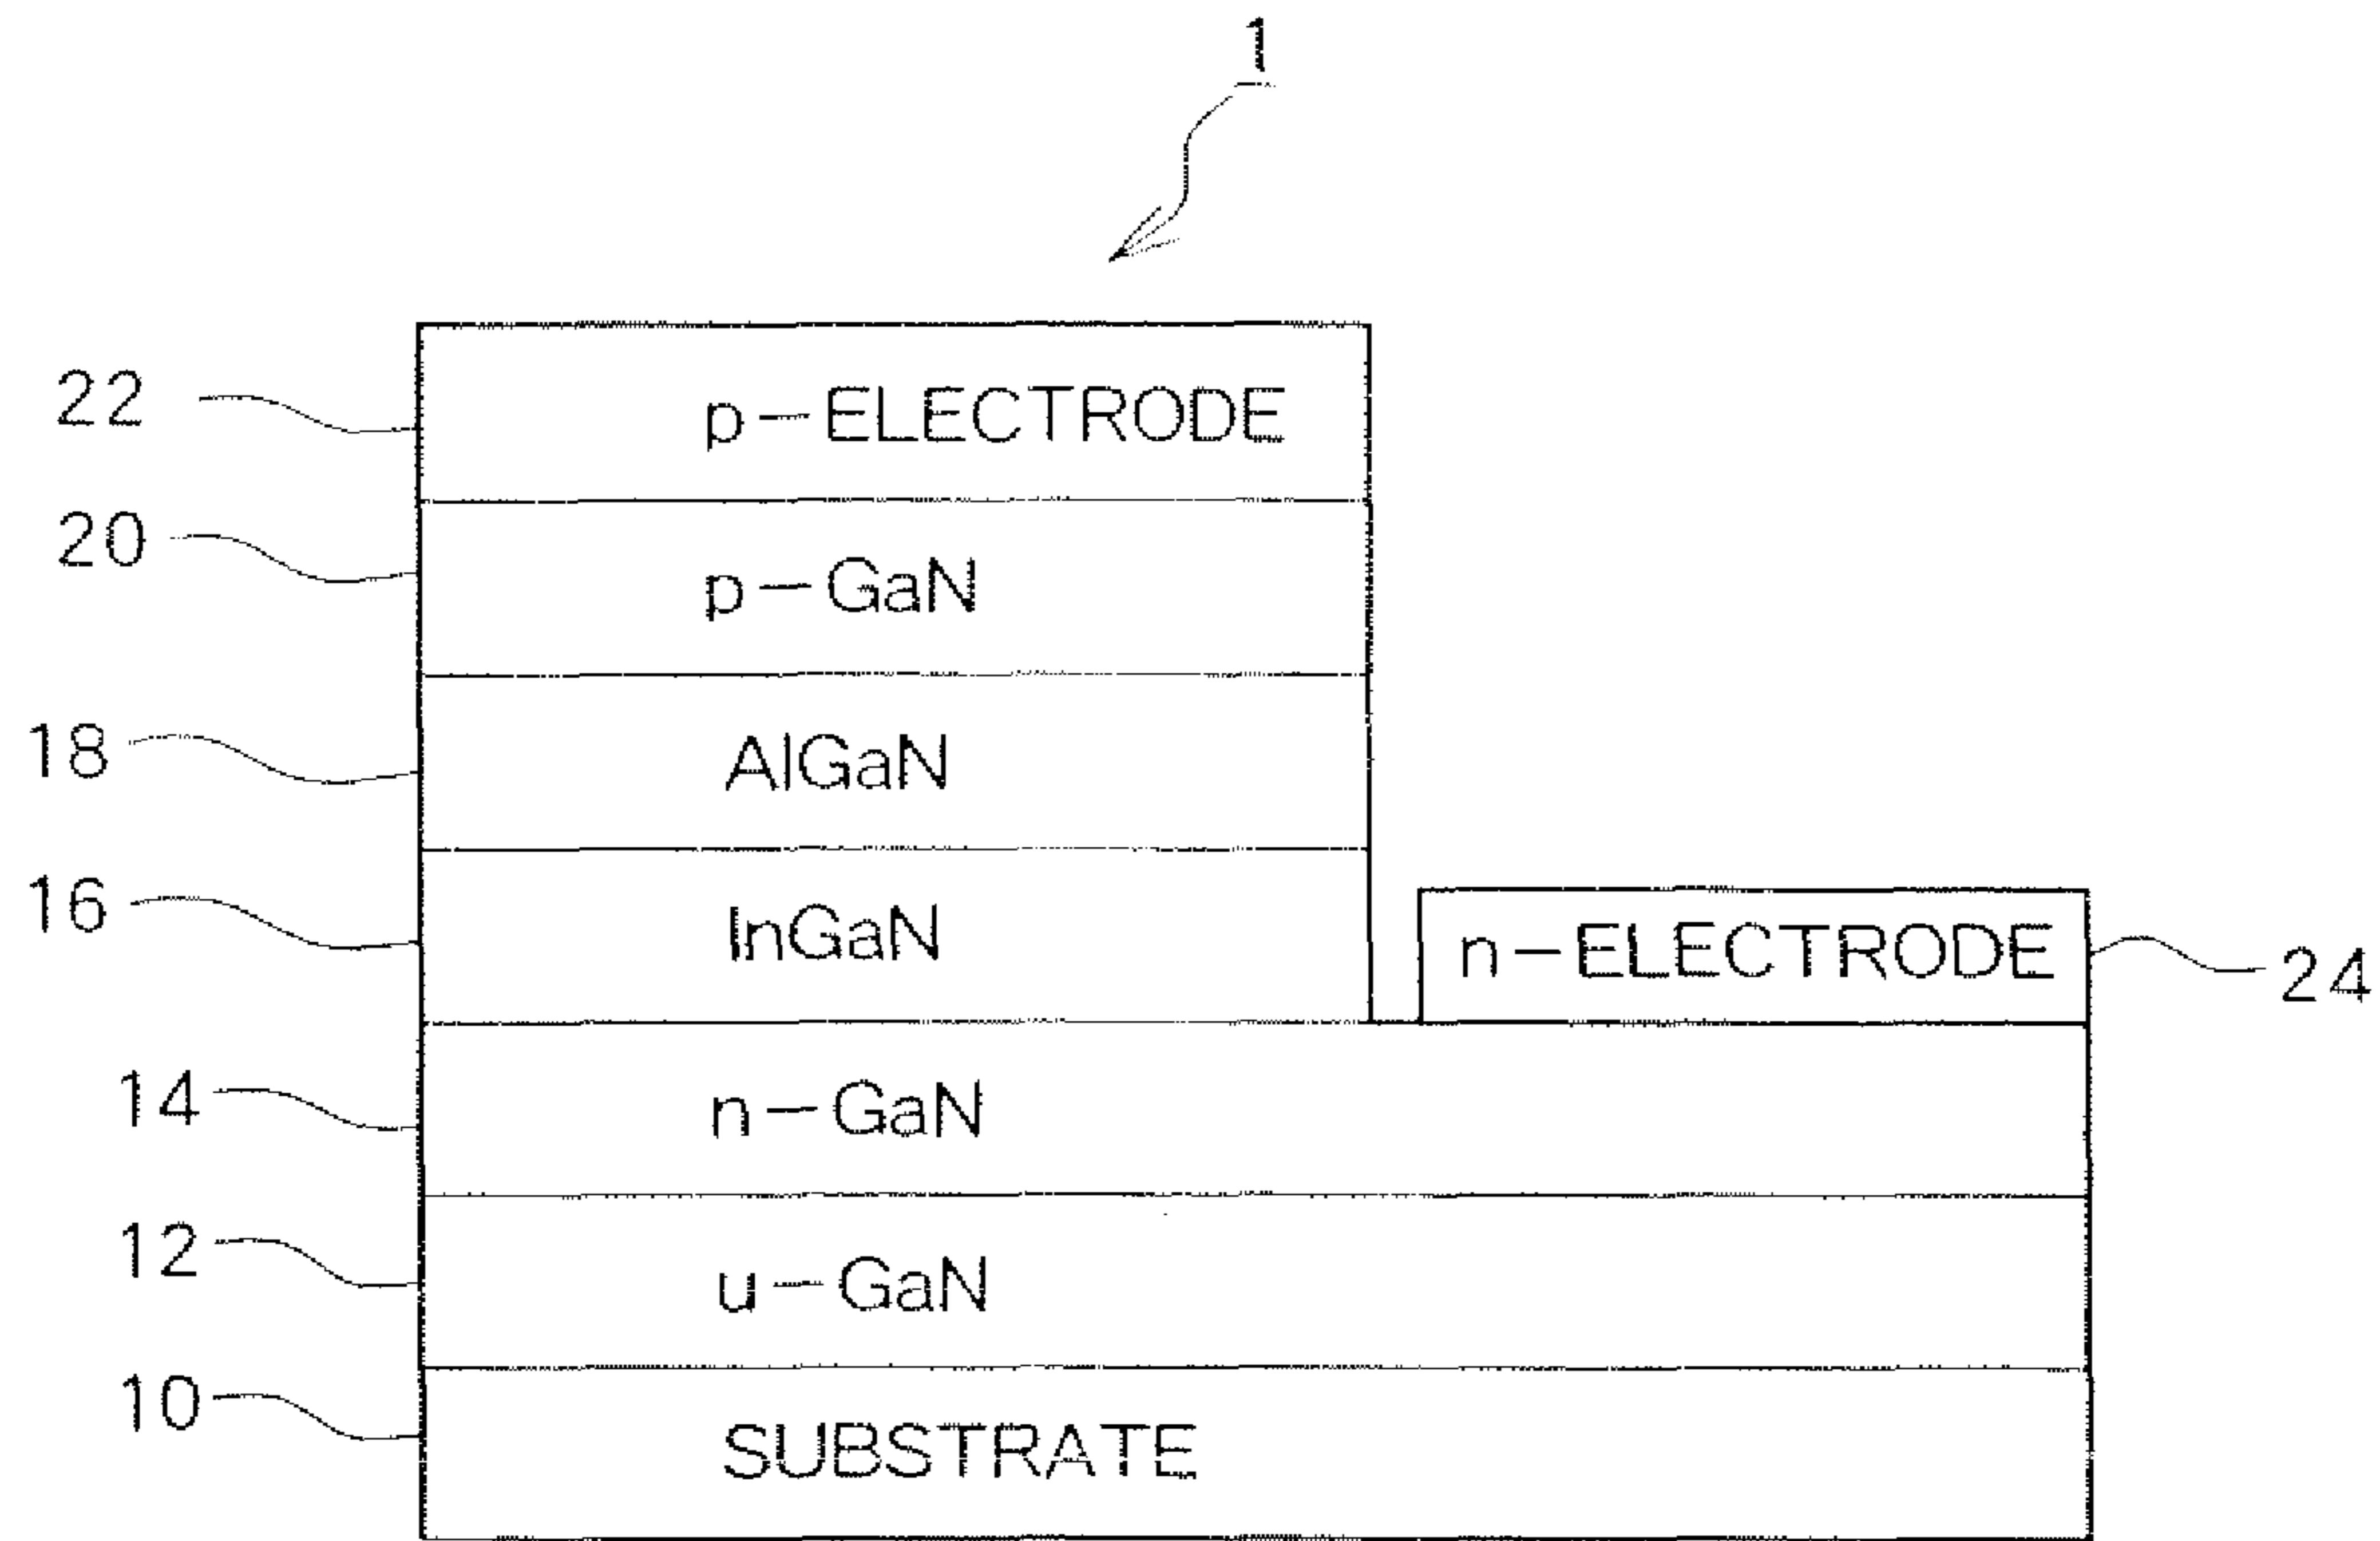 1
22 p-ELECTRODE
20 p-GaN
18 AlGaN
16 InGaN
n-ELECTRODE 24
14 n-GaN
12 u-GaN
10 SUBSTRATE